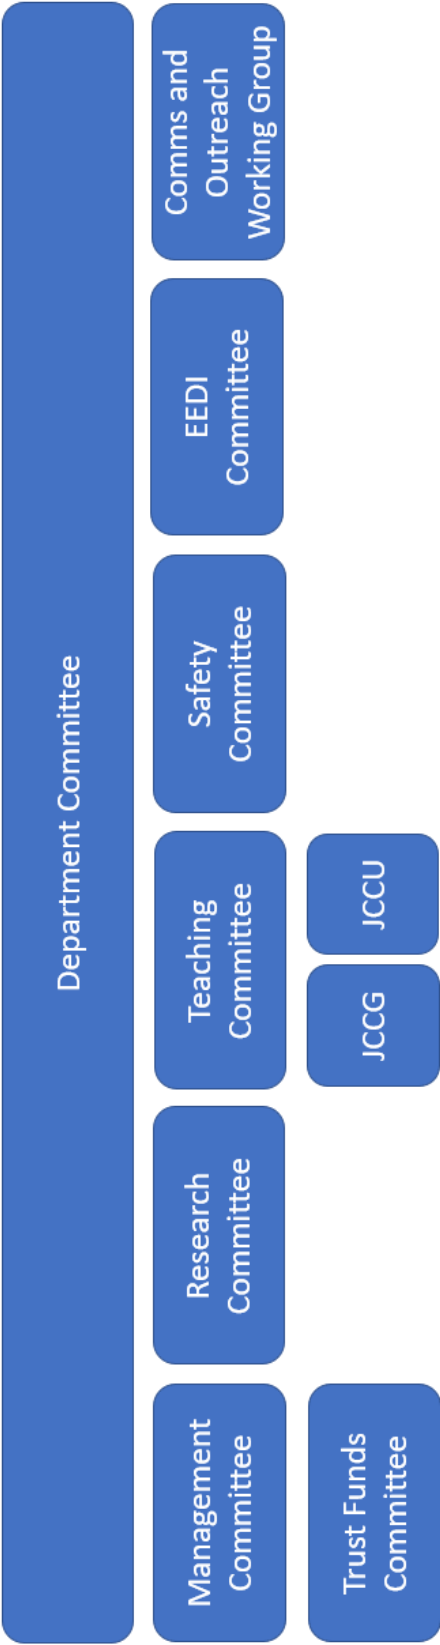 Department Committee
Management
Committee
Research
Committee
Teaching
Committee
Safety
Committee
EEDI
Committee
Comms and
Outreach
Working Group
Trust Funds
Committee
JCCG
JCCU